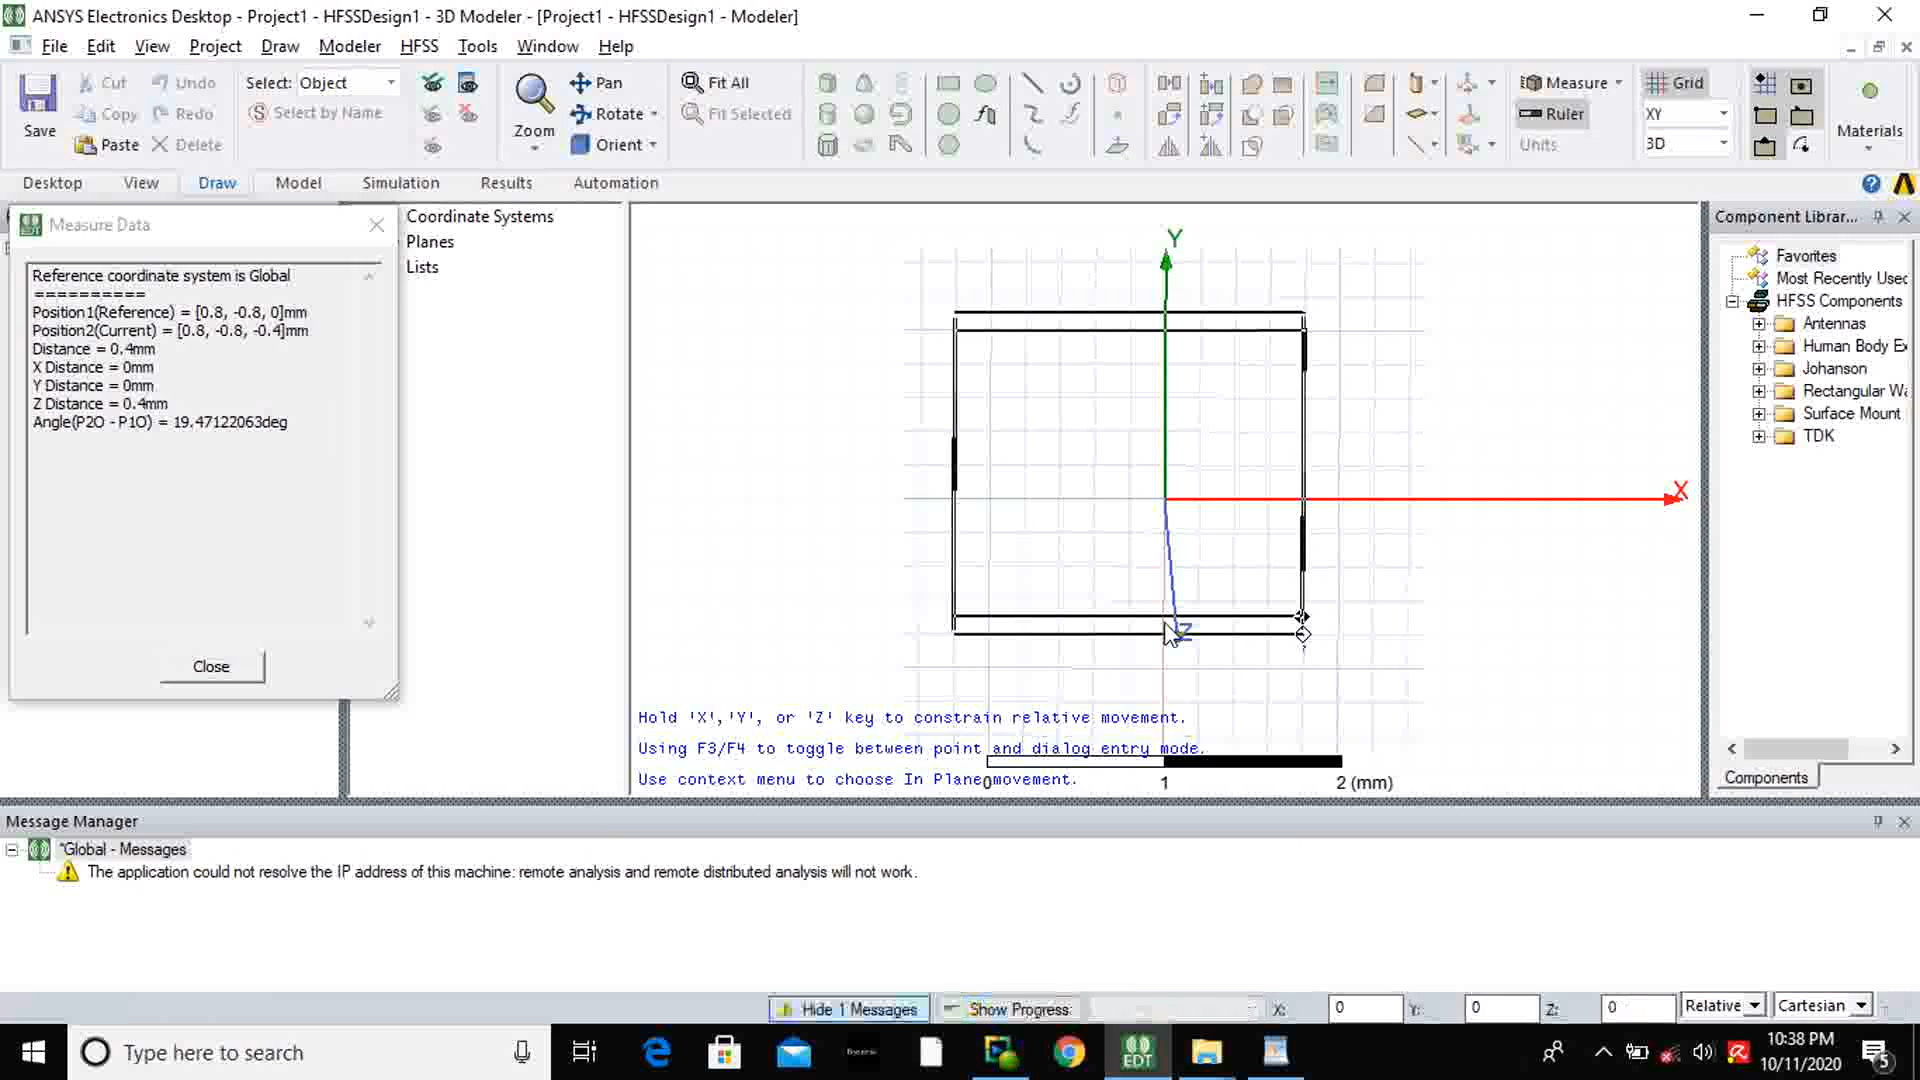 ANSYS Electronics Desktop - Project1 - HFSSDesign1 - 3D Modeler - [Project1 - HFSSDesign1 - Modeler]
File Edit View Project Draw Modeler HFSS Tools Window Help
Save
Cut
Copy
Paste
Undo
Redo
Delete
Select: Object
Select by Name
Zoom
Pan
Rotate
Orient
Fit All
Fit Selected
Measure
Ruler
Units
Grid
XY
3D
Materials
Desktop View Draw Model Simulation Results Automation
EDT Measure Data
Reference coordinate system is Global
==========
Position1(Reference) = [0.8, -0.8, 0]mm
Position2(Current) = [0.8, -0.8, -0.4]mm
Distance = 0.4mm
X Distance = 0mm
Y Distance = 0mm
Z Distance = 0.4mm
Angle(P2O - P1O) = 19.47122063deg
Close
Coordinate Systems
Planes
Lists
Y
X
Z
Hold 'X','Y', or 'Z' key to constrain relative movement.
Using F3/F4 to toggle between point and dialog entry mode.
Use context menu to choose In Plane movement.
0 1 2 (mm)
Component Librar...
Favorites
Most Recently Used
HFSS Components
Antennas
Human Body Ex
Johanson
Rectangular Wa
Surface Mount
TDK
Components
Message Manager
*Global - Messages
The application could not resolve the IP address of this machine: remote analysis and remote distributed analysis will not work.
Hide 1 Messages Show Progress X: 0 Y: 0 Z: 0 Relative Cartesian
Type here to search
EDT
10:38 PM
10/11/2020
5